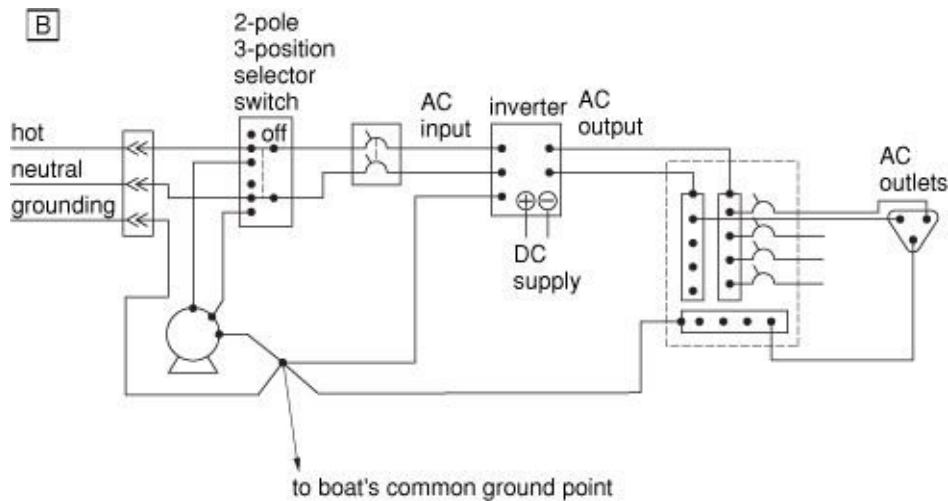 B
2-pole
3-position
selector
switch
off
hot
neutral
grounding
AC
input
inverter
AC
output
+ −
DC
supply
AC
outlets
to boat's common ground point